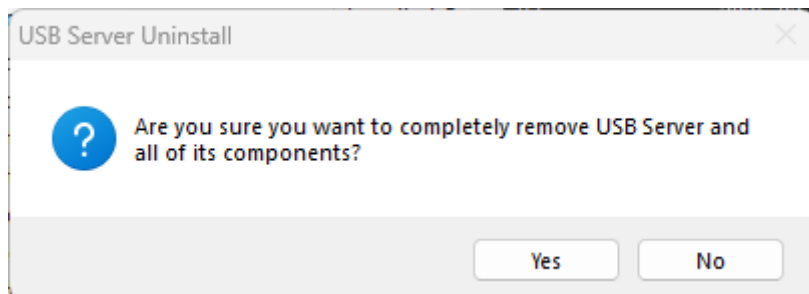 USB Server Uninstall
Are you sure you want to completely remove USB Server and
all of its components?
Yes
No